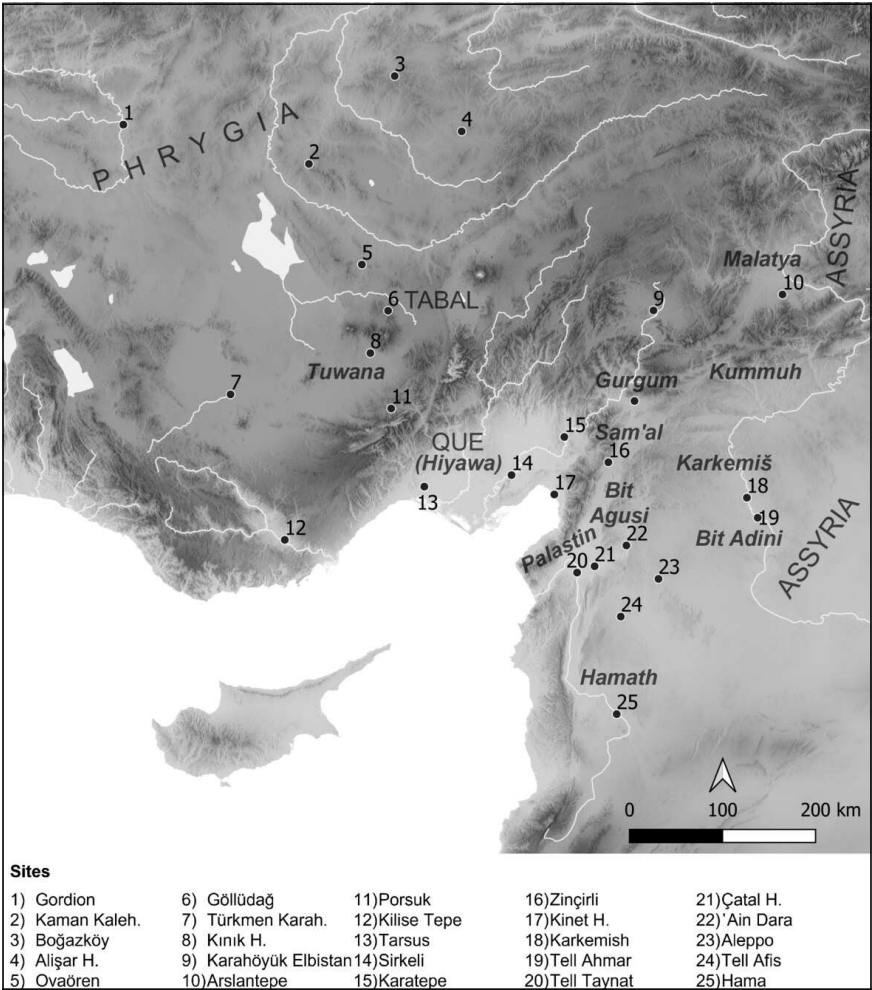 3
4
1
PHRYGIA
2
ASSYRIA
5
Malatya
10
6
TABAL
9
8
Tuwana
Gurgum
Kummuh
7
11
15
QUE
(Hiyawa)
Sam'al
14
16
Karkemiš
13
17
18
Bit
Agusi
19
Bit Adini
12
22
ASSYRIA
Palastin
20
21
23
24
Hamath
25
0 100 200 km
Sites
1) Gordion
2) Kaman Kaleh.
3) Boğazköy
4) Alişar H.
5) Ovaören
6) Göllüdağ
7) Türkmen Karah.
8) Kınık H.
9) Karahöyük Elbistan
10)Arslantepe
11)Porsuk
12)Kilise Tepe
13)Tarsus
14)Sirkeli
15)Karatepe
16)Zinçirli
17)Kinet H.
18)Karkemish
19)Tell Ahmar
20)Tell Taynat
21)Çatal H.
22)'Ain Dara
23)Aleppo
24)Tell Afis
25)Hama